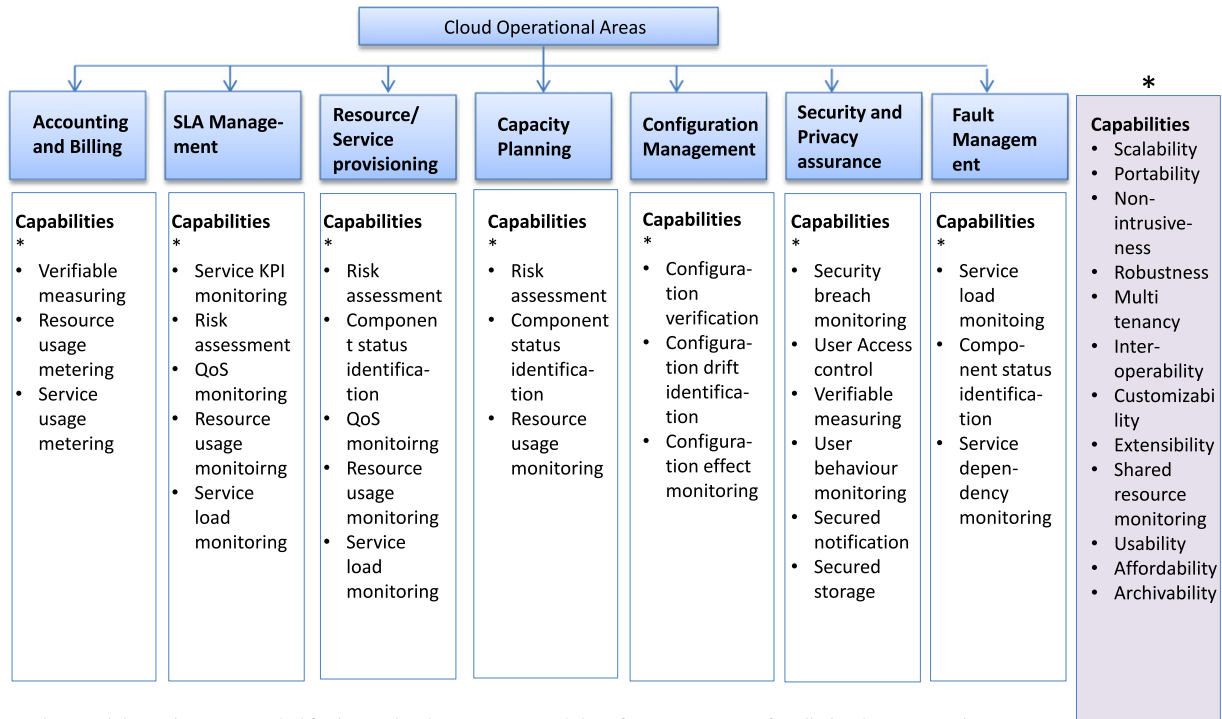 Cloud Operational Areas
Accounting
and Billing
Capabilities
*
• Verifiable
measuring
• Resource
usage
metering
• Service
usage
metering
SLA Manage-
ment
Capabilities
*
• Service KPI
monitoring
• Risk
assessment
• QoS
monitoring
• Resource
usage
monitoirng
• Service
load
monitoring
Resource/
Service
provisioning
Capabilities
*
• Risk
assessment
• Componen
t status
identifica-
tion
• QoS
monitoirng
• Resource
usage
monitoring
• Service
load
monitoring
Capacity
Planning
Capabilities
*
• Risk
assessment
• Component
status
identifica-
tion
• Resource
usage
monitoring
Configuration
Management
Capabilities
*
• Configura-
tion
verification
• Configura-
tion drift
identifica-
tion
• Configura-
tion effect
monitoring
Security and
Privacy
assurance
Capabilities
*
• Security
breach
monitoring
• User Access
control
• Verifiable
measuring
• User
behaviour
monitoring
• Secured
notification
• Secured
storage
Fault
Managem
ent
Capabilities
*
• Service
load
monitoing
• Compo-
nent status
identifica-
tion
• Service
depen-
dency
monitoring
*
Capabilities
• Scalability
• Portability
• Non-
intrusive-
ness
• Robustness
• Multi
tenancy
• Inter-
operability
• Customizabi
lity
• Extensibility
• Shared
resource
monitoring
• Usability
• Affordability
• Archivability